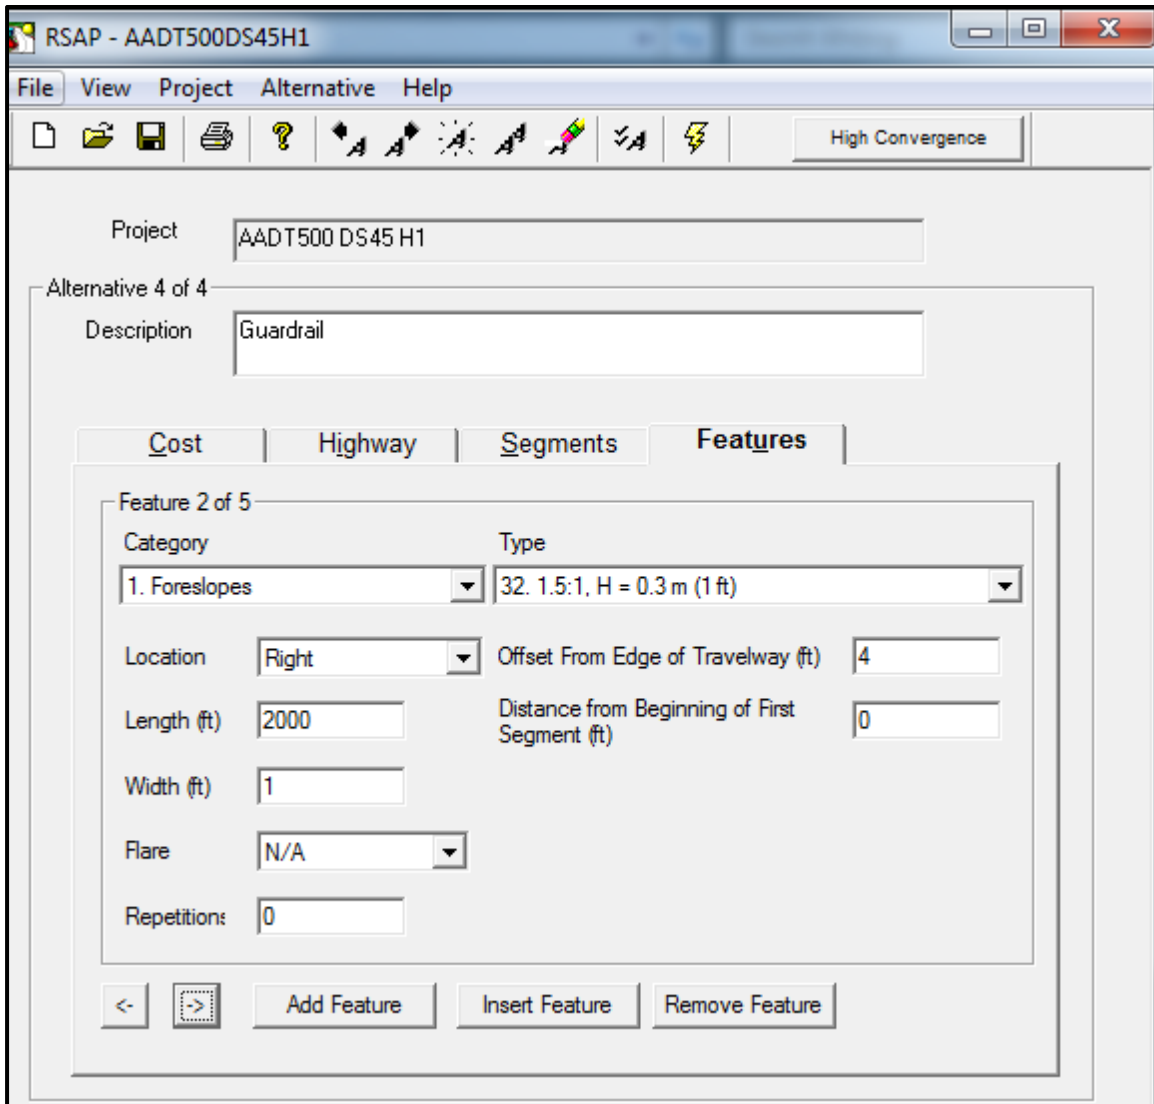 RSAP - AADT500DS45H1
File View Project Alternative Help
High Convergence
Project AADT500 DS45 H1
Alternative 4 of 4
Description Guardrail
Cost Highway Segments Features
Feature 2 of 5
Category Type
1. Foreslopes 32. 1.5:1, H = 0.3 m (1 ft)
Location Right Offset From Edge of Travelway (ft) 4
Length (ft) 2000 Distance from Beginning of First
Segment (ft) 0
Width (ft) 1
Flare N/A
Repetitions 0
<- -> Add Feature Insert Feature Remove Feature